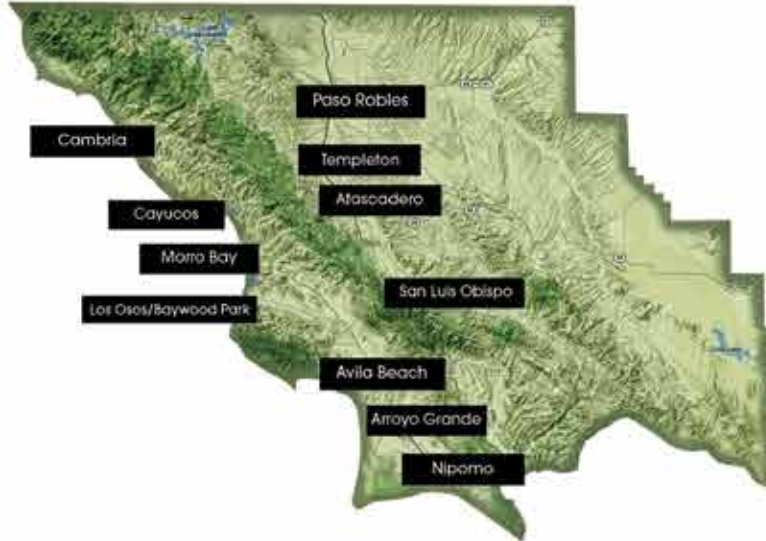 Paso Robles
Cambria
Templeton
Atascadero
Cayucos
Morro Bay
San Luis Obispo
Los Osos/Baywood Park
Avila Beach
Arroyo Grande
Nipomo